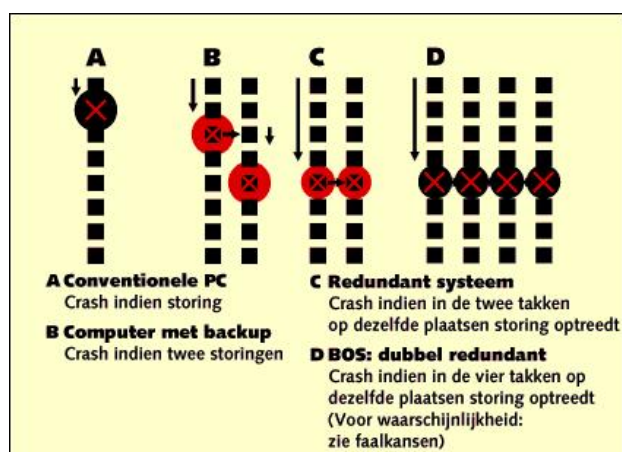 A B C D
A Conventionele PC
Crash indien storing
B Computer met backup
Crash indien twee storingen
C Redundant systeem
Crash indien in de twee takken
op dezelfde plaatsen storing optreedt
D BOS: dubbel redundant
Crash indien in de vier takken op
dezelfde plaatsen storing optreedt
(Voor waarschijnlijkheid:
zie faalkansen)